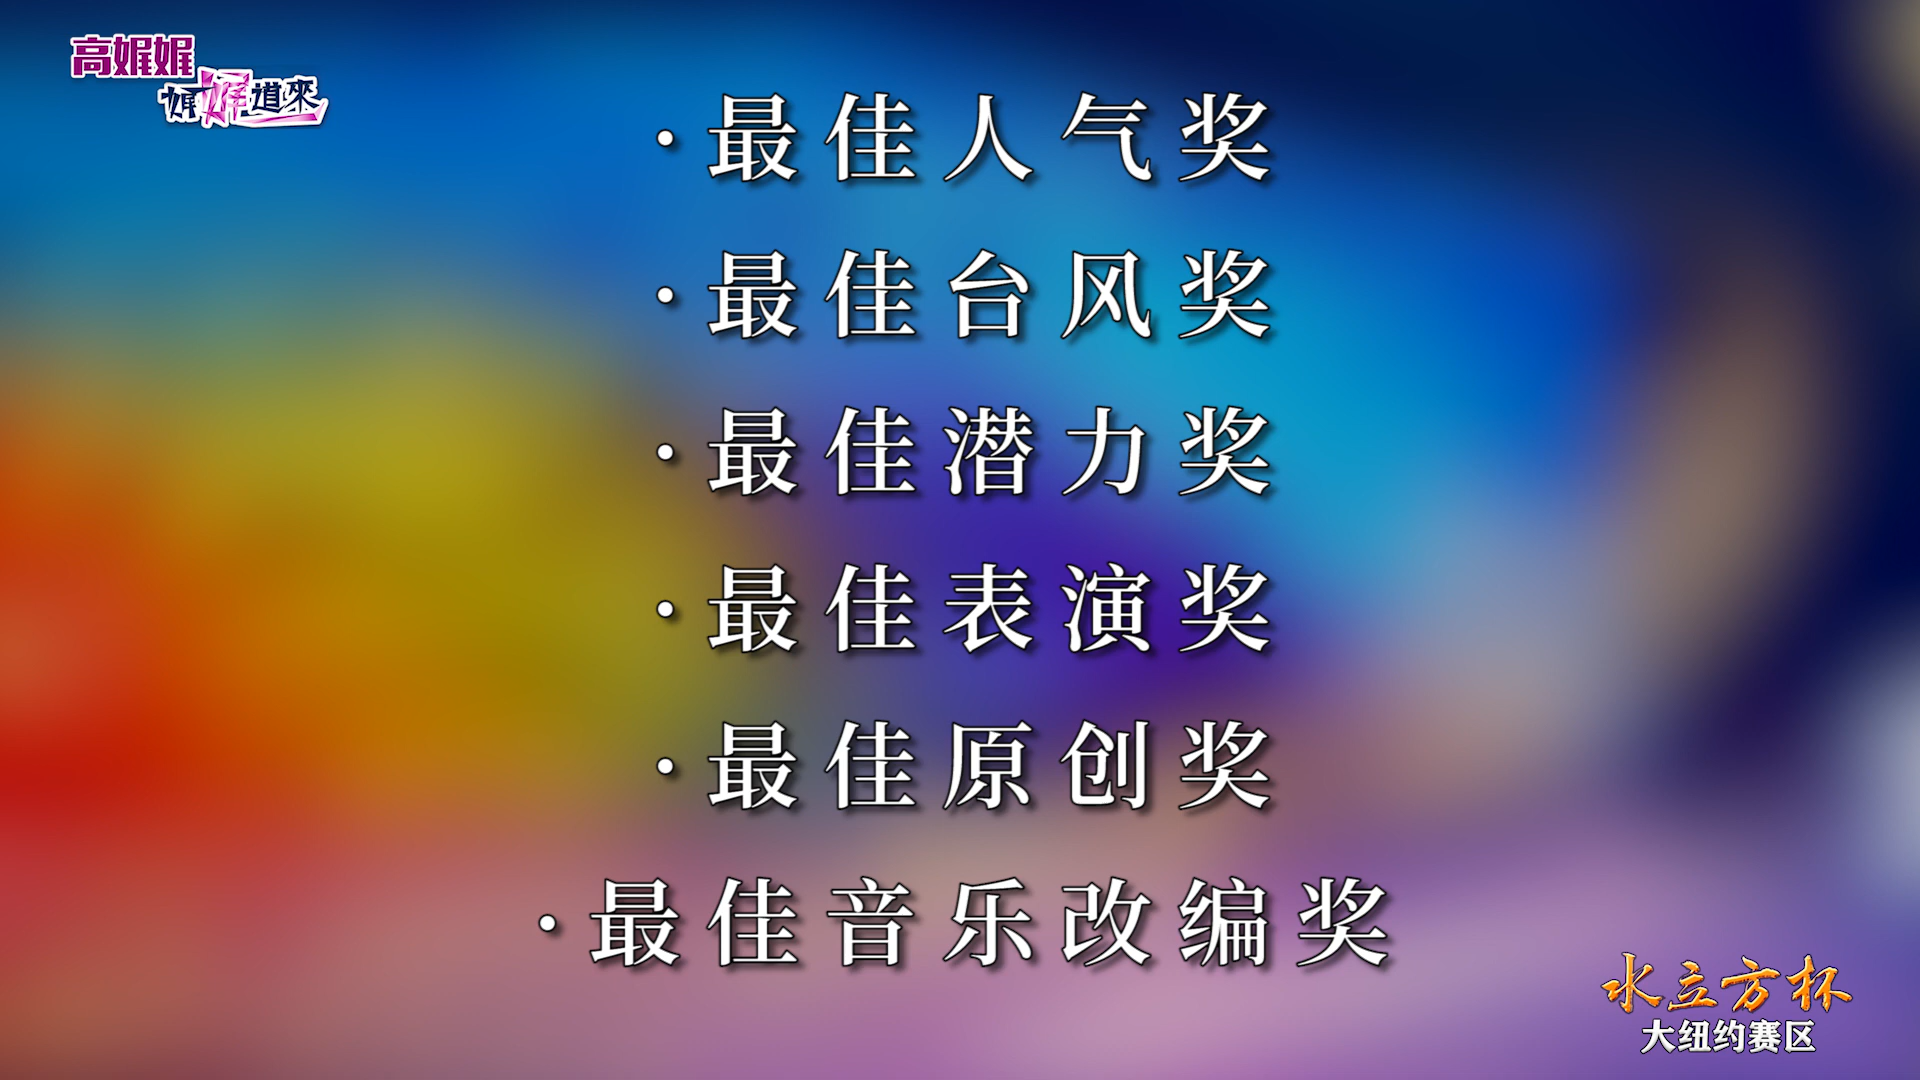 高娓娓
娓娓道來
·最佳人气奖
·最佳台风奖
·最佳潜力奖
·最佳表演奖
·最佳原创奖
·最佳音乐改编奖
水立方杯
大纽约赛区